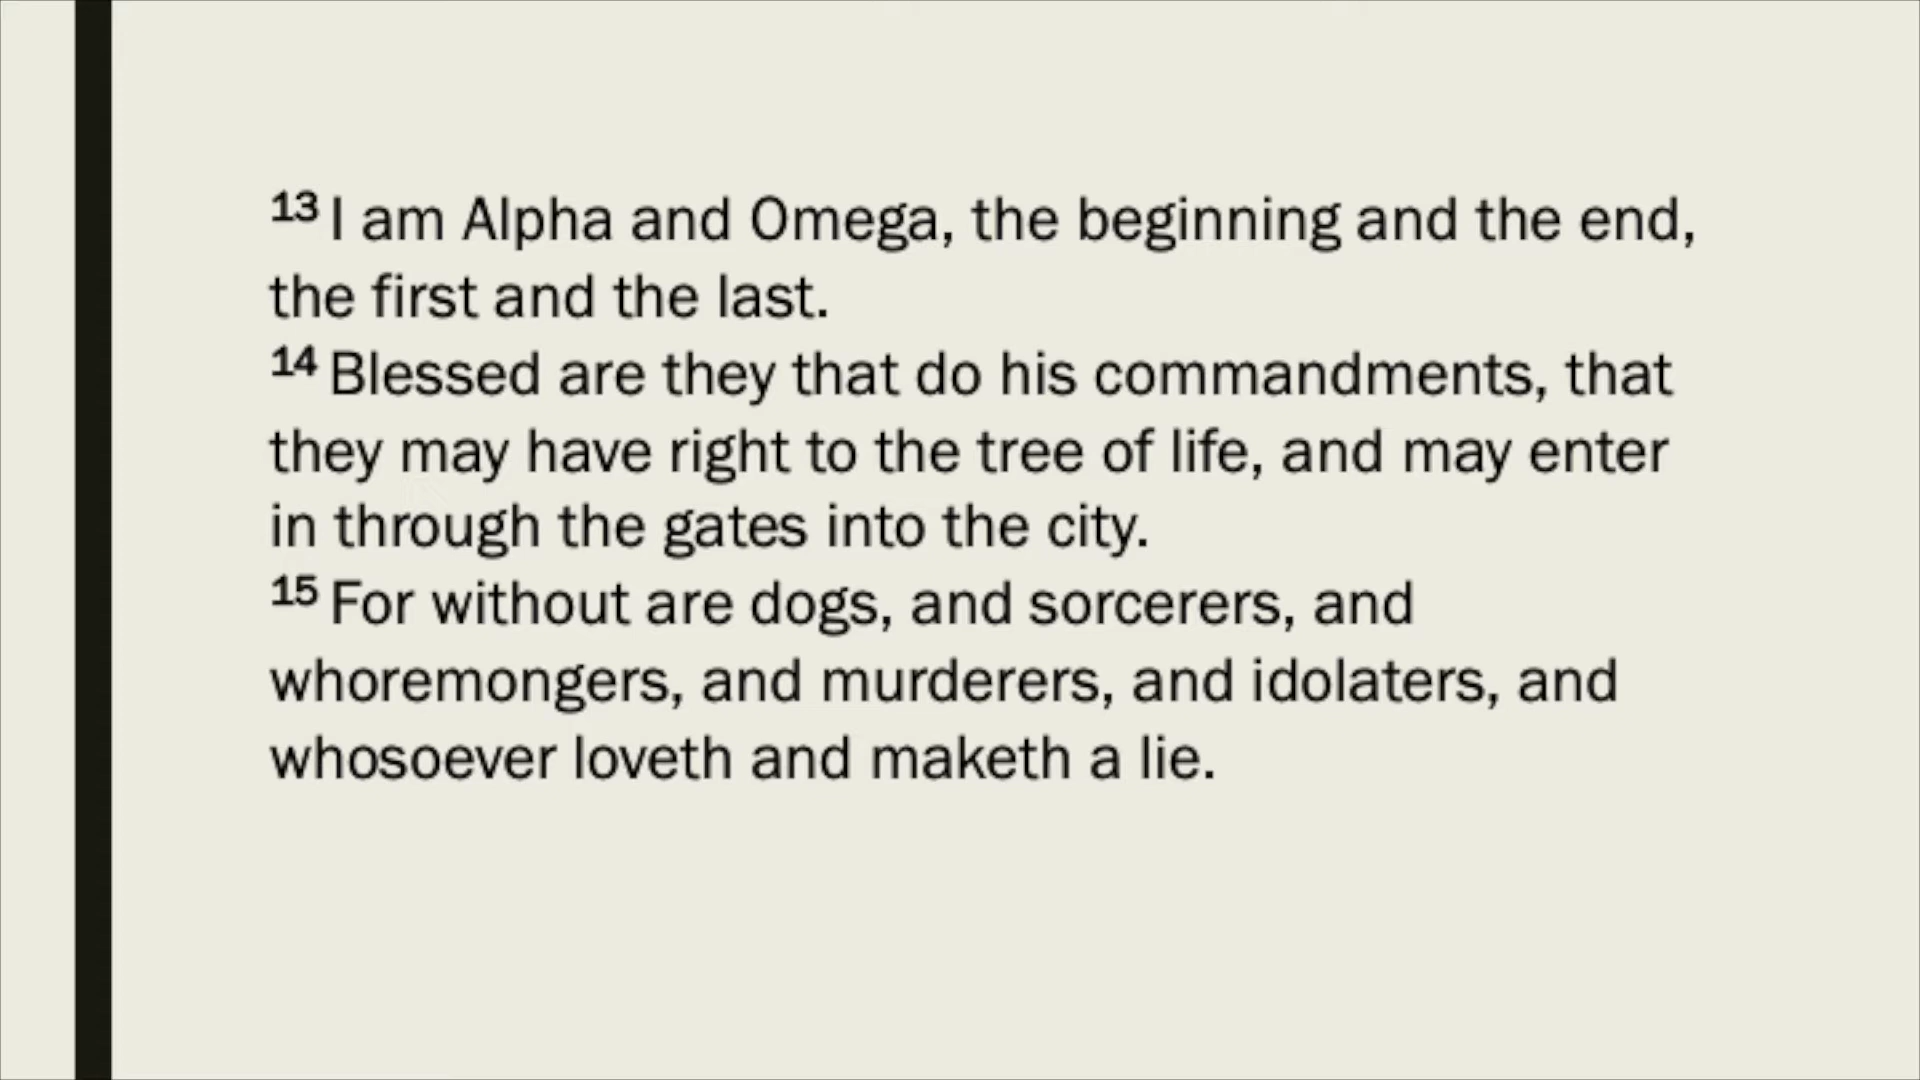 13 I am Alpha and Omega, the beginning and the end,
the first and the last.
14 Blessed are they that do his commandments, that
they may have right to the tree of life, and may enter
in through the gates into the city.
15 For without are dogs, and sorcerers, and
whoremongers, and murderers, and idolaters, and
whosoever loveth and maketh a lie.